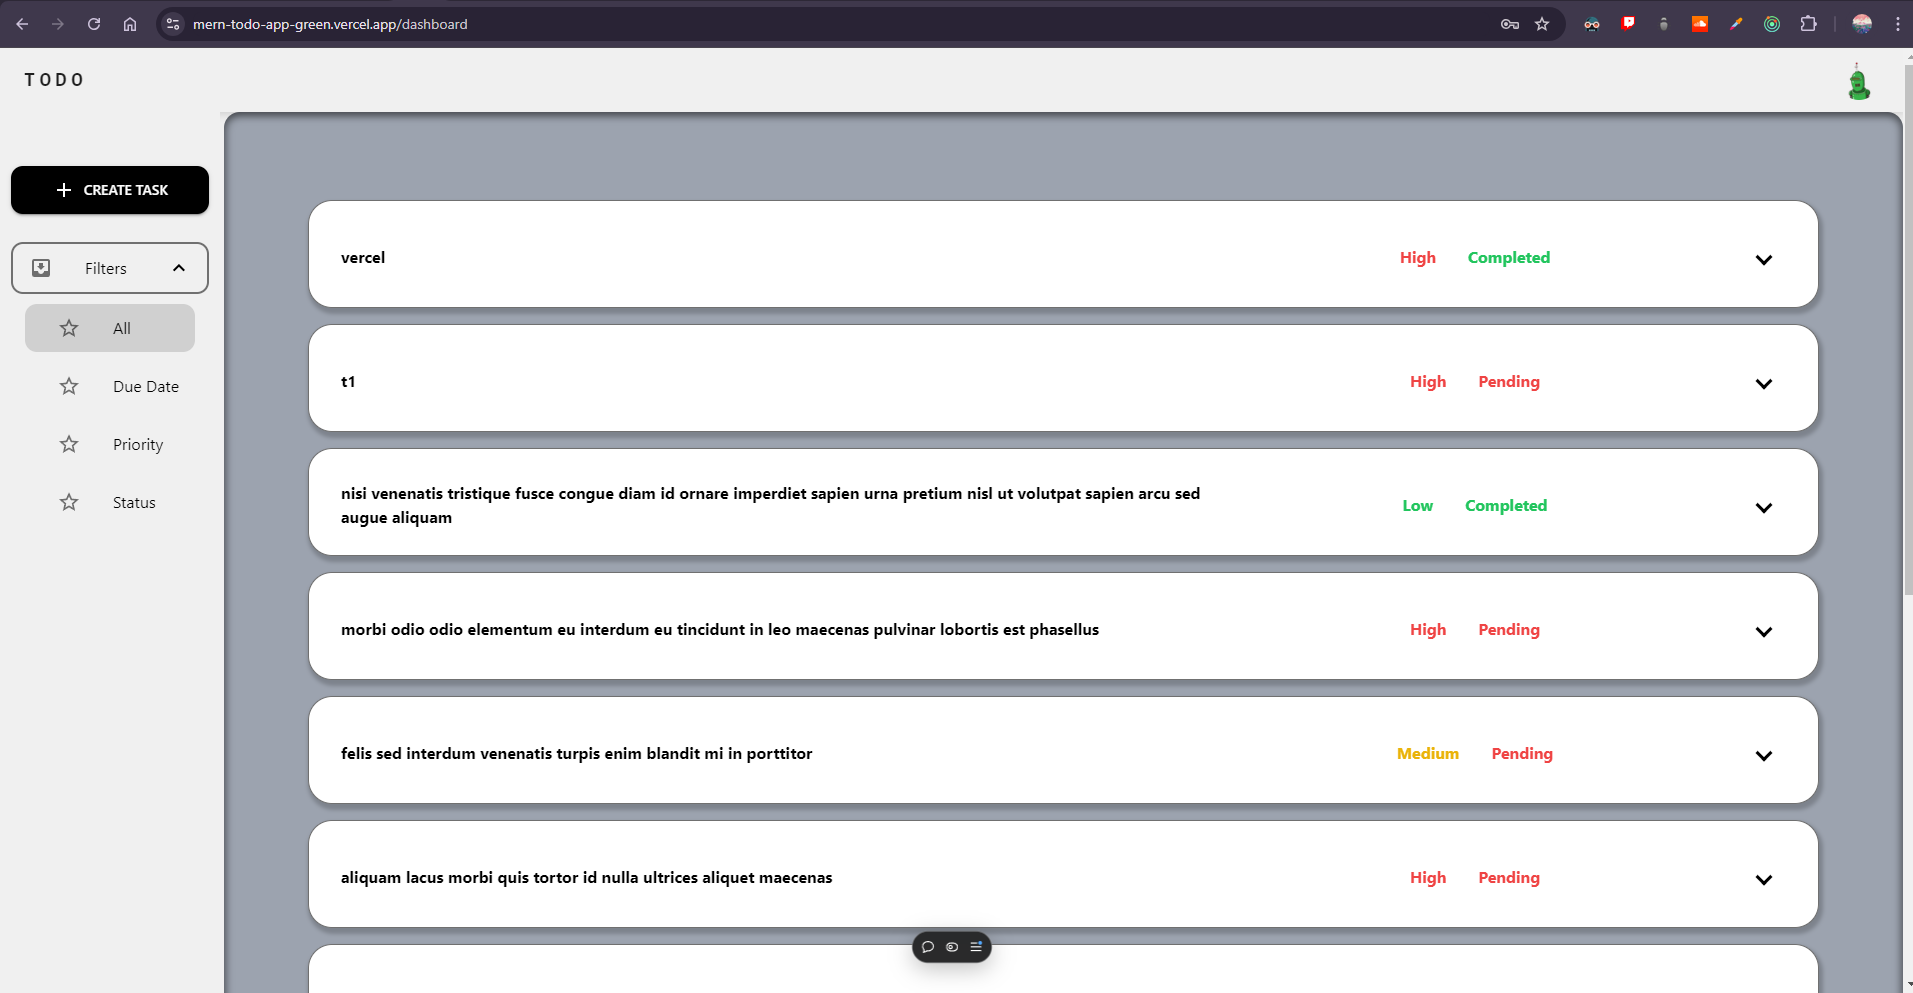 mern-todo-app-green.vercel.app/dashboard
TODO
CREATE TASK
Filters
All
Due Date
Priority
Status
vercel
High Completed
t1
High Pending
nisi venenatis tristique fusce congue diam id ornare imperdiet sapien urna pretium nisl ut volutpat sapien arcu sed
augue aliquam
Low Completed
morbi odio odio elementum eu interdum eu tincidunt in leo maecenas pulvinar lobortis est phasellus
High Pending
felis sed interdum venenatis turpis enim blandit mi in porttitor
Medium Pending
aliquam lacus morbi quis tortor id nulla ultrices aliquet maecenas
High Pending